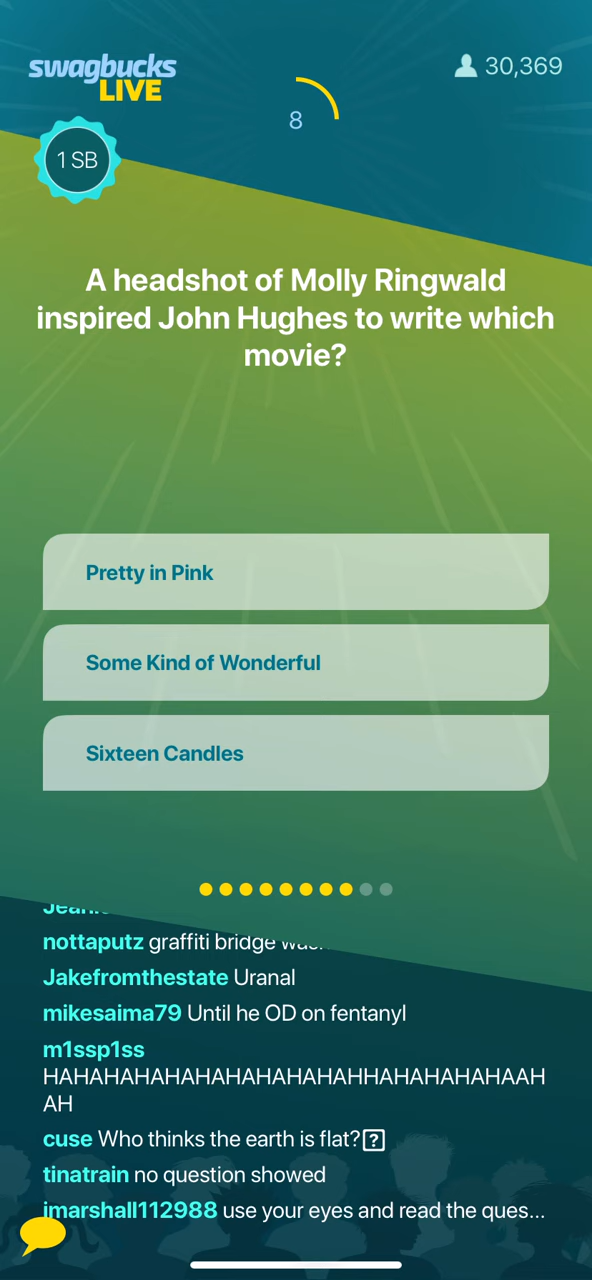 swagbucks
LIVE
30,369
8
1 SB
A headshot of Molly Ringwald
inspired John Hughes to write which
movie?
Pretty in Pink
Some Kind of Wonderful
Sixteen Candles
nottaputz graffiti bridge
Jakefromthestate Uranal
mikesaima79 Until he OD on fentanyl
m1ssp1ss
HAHAHAHAHAHAHAHAHAHAHHAHAHAHAHAAH
AH
cuse Who thinks the earth is flat?
tinatrain no question showed
jmarshall112988 use your eyes and read the ques...